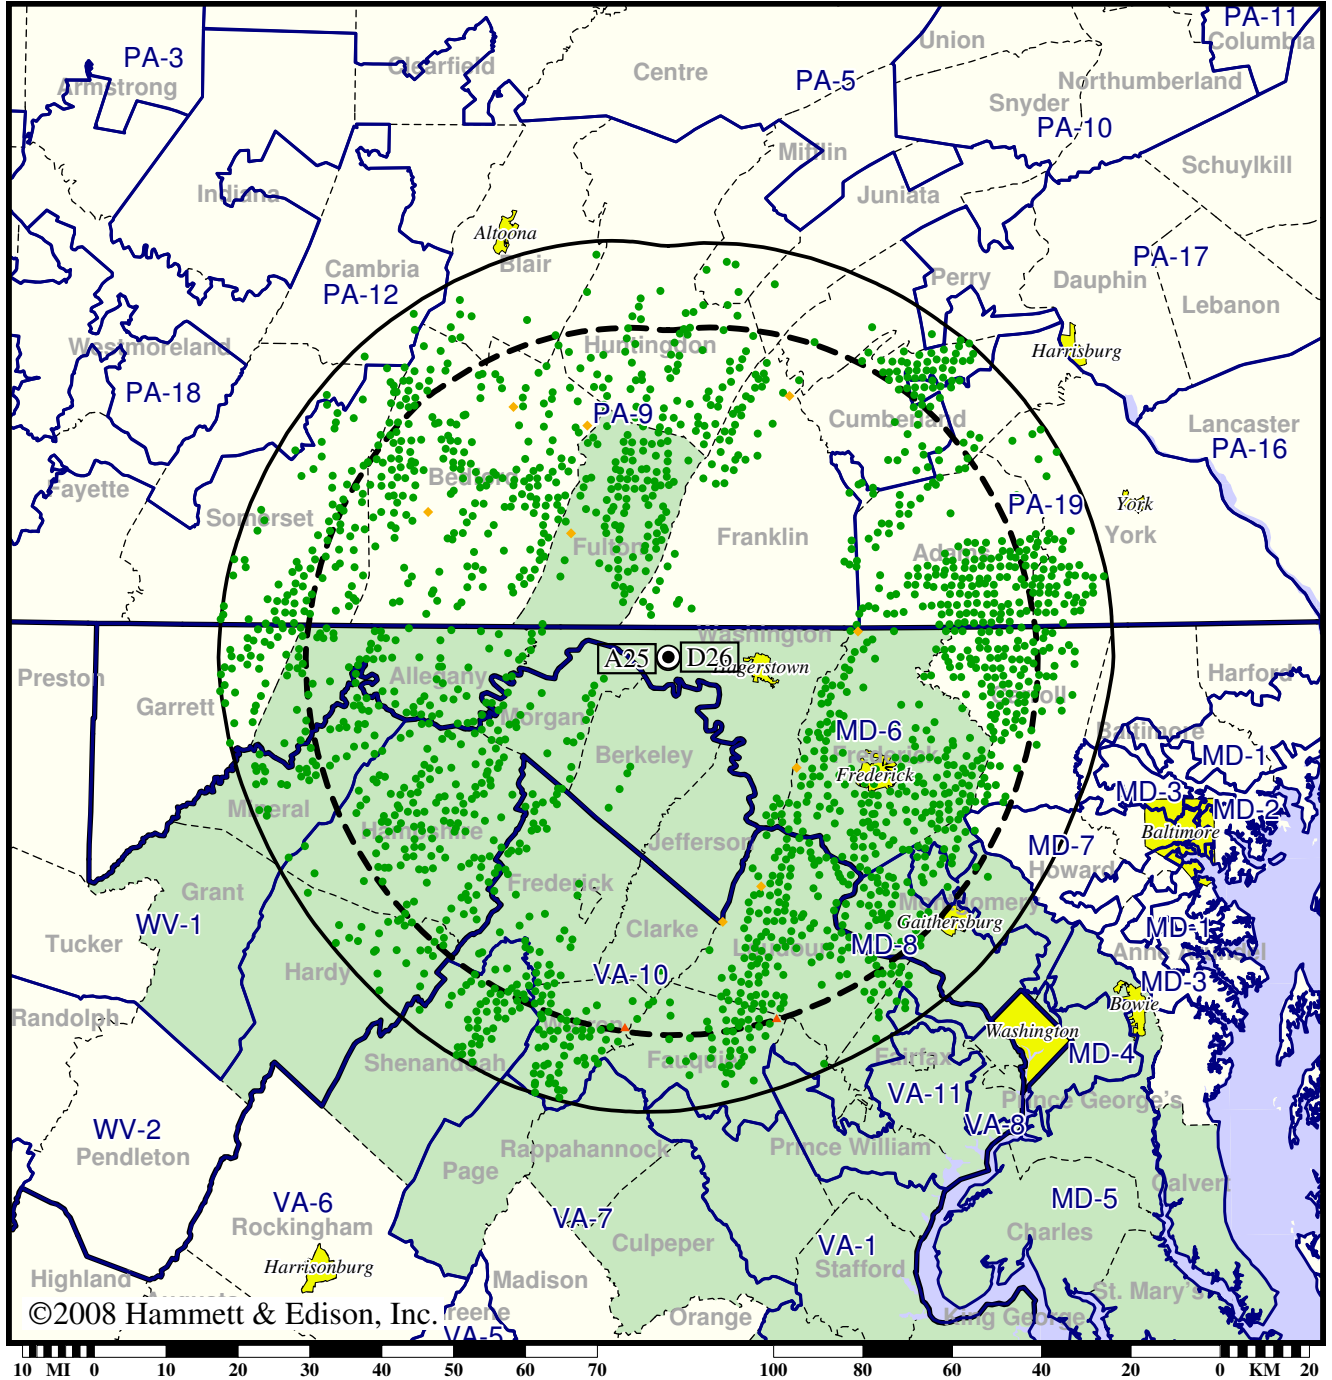 PA-11
Columbia
Union
PA-3
Armstrong
Clearfield
Centre
PA-5
Northumberland
Snyder
PA-10
Mifflin
Schuylkill
Indiana
Juniata
Altoona
Blair
Cambria
PA-12
Perry
Dauphin
PA-17
Lebanon
Westmoreland
Huntingdon
Harrisburg
PA-18
PA-9
Cumberland
Lancaster
PA-16
Bedford
Fayette
Somerset
Franklin
PA-19
York
York
Fulton
Adams
Washington
A25
D26
Hagerstown
Preston
Garrett
Allegany
Morgan
Carroll
Harford
Baltimore
MD-6
Berkeley
Frederick
Frederick
MD-1
MD-3
MD-2
Baltimore
Mineral
Hampshire
Jefferson
MD-7
Howard
Grant
Frederick
Montgomery
Gaithersburg
WV-1
Tucker
Clarke
Loudoun
MD-8
MD-1
Anne Arundel
Hardy
VA-10
MD-3
Bowie
Randolph
Warren
Washington
Shenandoah
Fauquier
Fairfax
MD-4
VA-11
Prince George's
VA-8
WV-2
Pendleton
Rappahannock
Prince William
Page
Calvert
VA-6
Rockingham
VA-7
MD-5
Charles
Culpeper
VA-1
Stafford
Harrisonburg
Highland
Madison
St. Mary's
Augusta
Greene
Orange
King George
©2008 Hammett & Edison, Inc.
VA-5
10 MI 0 10 20 30 40 50 60 70 100 80 60 40 20 0 KM 20